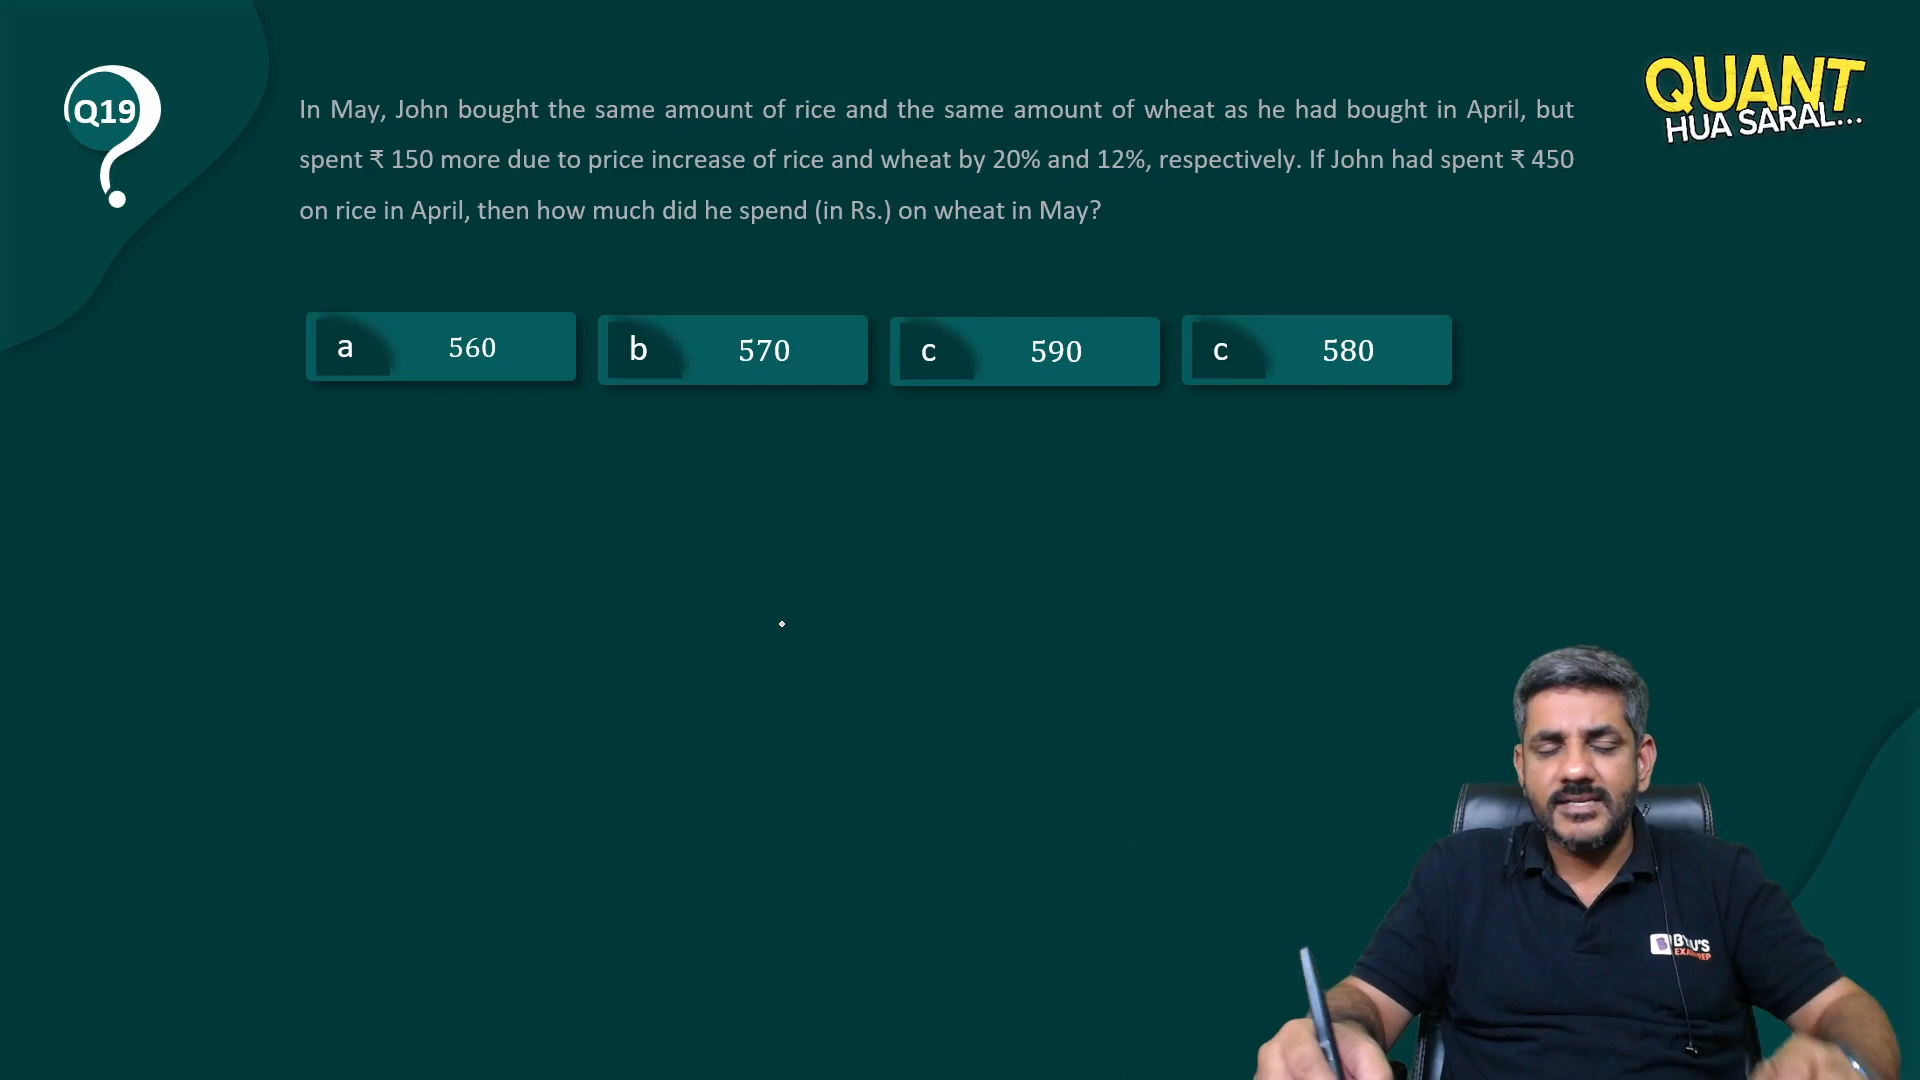 Q19
QUANT
HUA SARAL...
In May, John bought the same amount of rice and the same amount of wheat as he had bought in April, but
spent ₹ 150 more due to price increase of rice and wheat by 20% and 12%, respectively. If John had spent ₹ 450
on rice in April, then how much did he spend (in Rs.) on wheat in May?
a 560
b 570
c 590
c 580